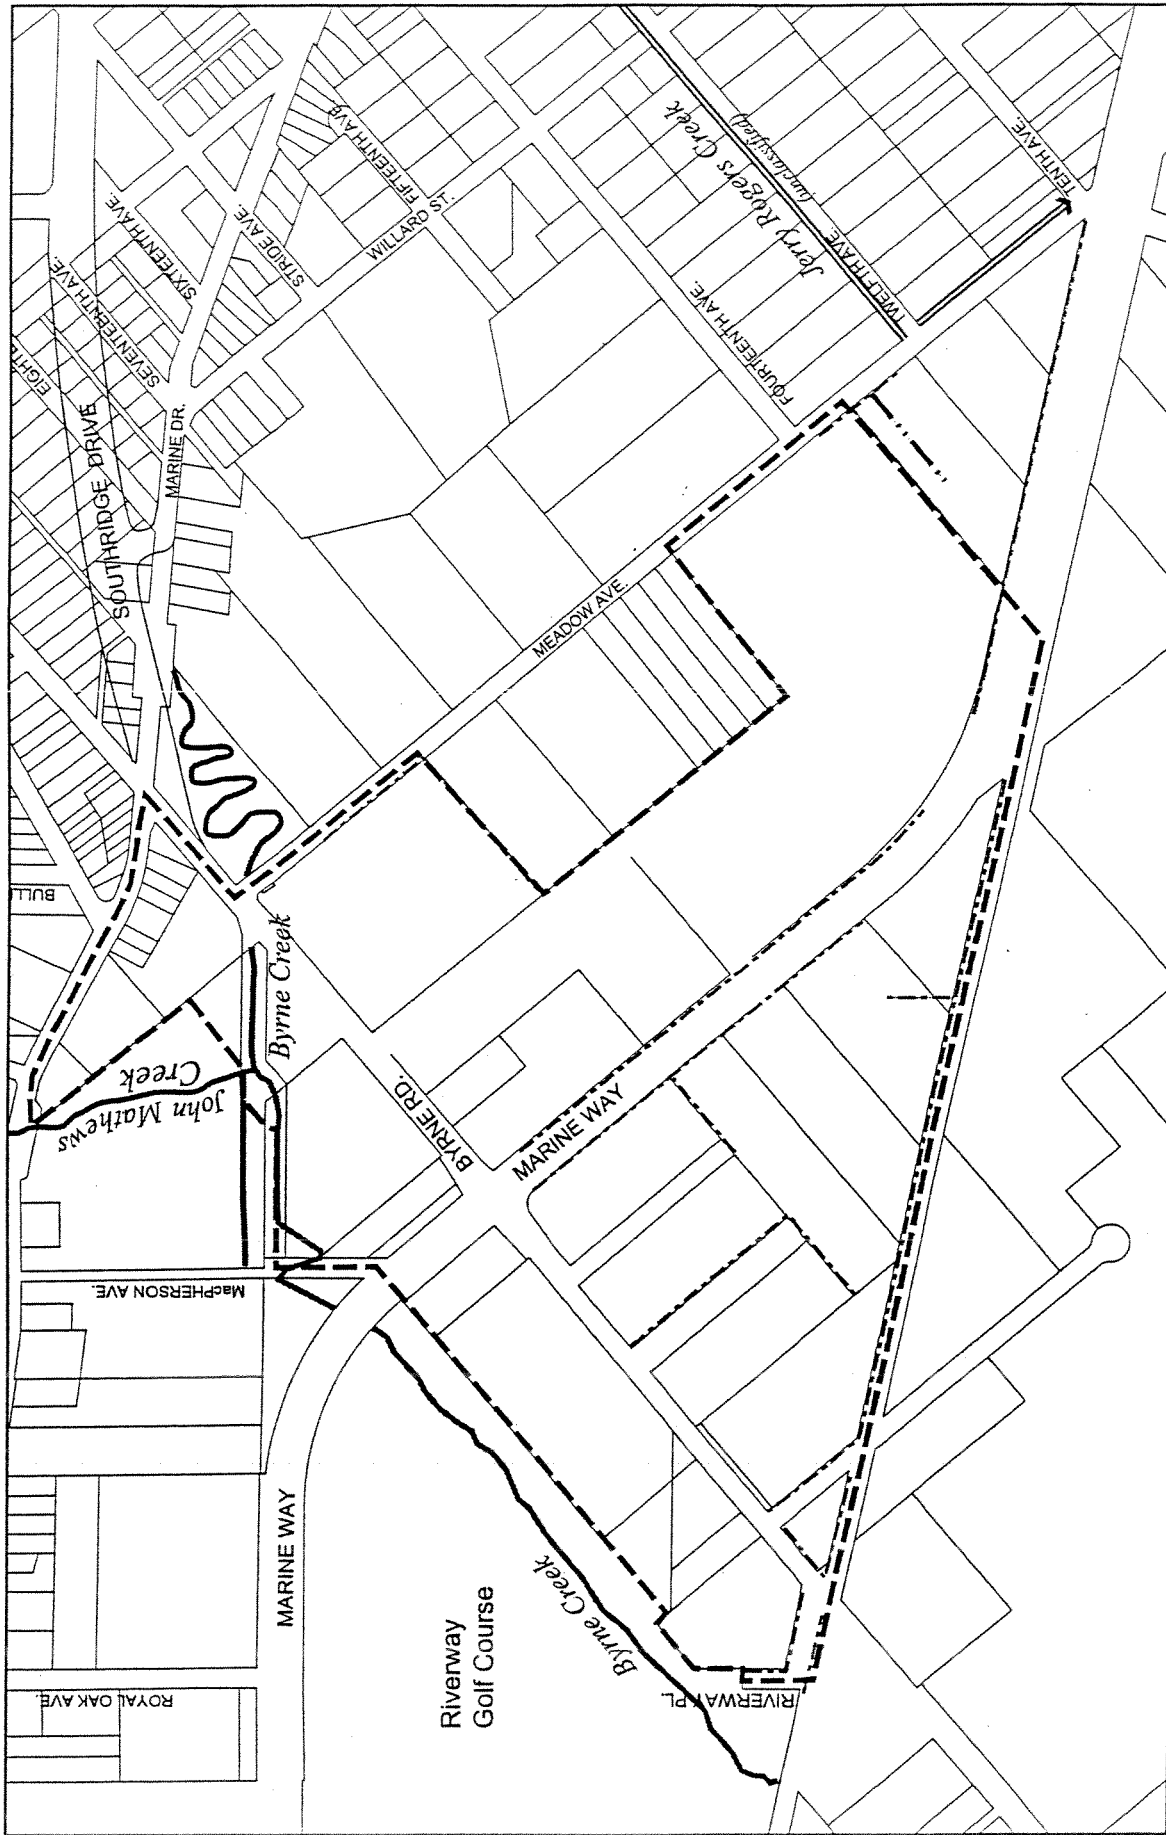 EIGHTE
SEVENTEENTH AVE.
SIXTEENTH AVE.
STRIDE AVE.
FIFTEENTH AVE.
WILLARD ST.
SOUTHRIDGE DRIVE
MARINE DR.
Jerry Rogers Creek
(unclassified)
TENTH AVE.
TWELFTH AVE.
FOURTEENTH AVE.
MEADOW AVE.
BULL
Byrne Creek
John Mathews
Creek
BYRNE RD.
MARINE WAY
MacPHERSON AVE.
MARINE WAY
Riverway
Golf Course
Byrne Creek
ROYAL OAK AVE.
RIVERWAY PL.